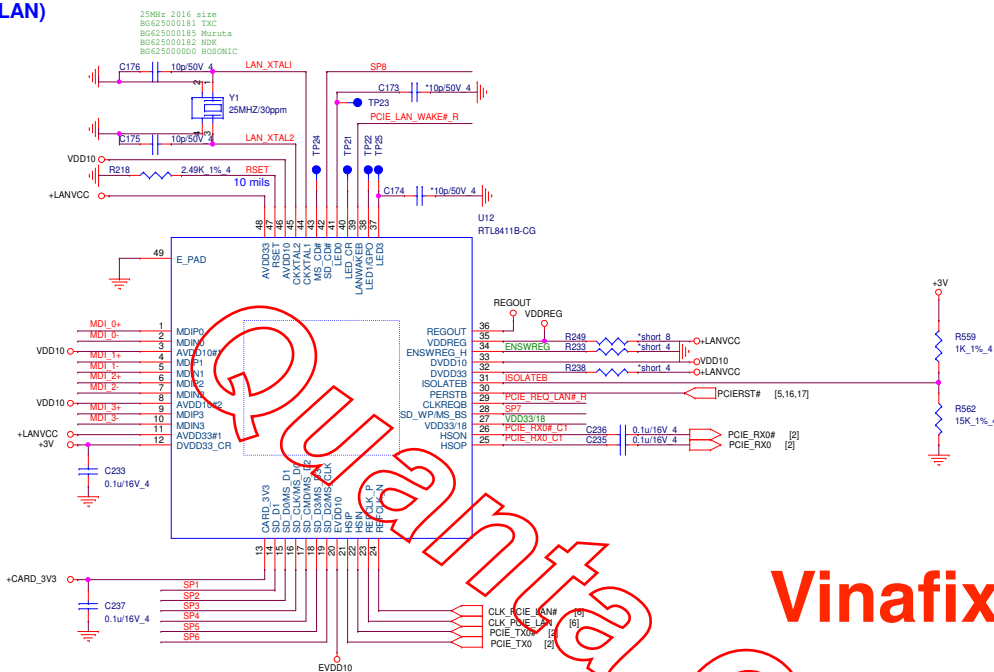 LAN)
25MHz 2016 size
BG625000181 TXC
BG625000185 Muruta
BG625000182 NDK
BG6250000D0 HOSONIC
C176 10p/50V_4 LAN_XTALI SP8
2 1
Y1
25MHZ/30ppm
C173 *10p/50V_4
TP23
PCIE_LAN_WAKE#_R
4 3
C175 10p/50V_4 LAN_XTAL2
TP24 TP21 TP22 TP25
VDD10
R218 2.49K_1%_4 RSET
10 mils
+LANVCC
C174 *10p/50V_4
U12
RTL8411B-CG
48 47 46 45 44 43 42 41 40 39 38 37
AVDD33 RSET AVDD10 CKXTAL2 CKXTAL1 MS_CD# SD_CD# LED0 LED_CR LANWAKEB LED1/GPO LED3
49 E_PAD
MDI_0+ 1 MDIP0
MDI_0- 2 MDIN0
VDD10 3 AVDD10#1
MDI_1+ 4 MDIP1
MDI_1- 5 MDIN1
MDI_2+ 6 MDIP2
MDI_2- 7 MDIN2
VDD10 8 AVDD10#2
MDI_3+ 9 MDIP3
MDI_3- 10 MDIN3
+LANVCC 11 AVDD33#1
+3V 12 DVDD33_CR
REGOUT VDDREG
REGOUT 36
VDDREG 35 R249 *short_8 +LANVCC
ENSWREG_H 34 ENSWREG R233 *short_4
DVDD10 33 VDD10
DVDD33 32 R238 *short_4 +LANVCC
ISOLATEB 31 ISOLATEB
PERSTB 30 PCIERST# [5,16,17]
CLKREOB 29 PCIE_REQ_LAN#_R
SD_WP/MS_BS 28 SP7
VDD33/18 27 VDD33/18
HSON 26 PCIE_RX0#_C1 C236 0.1u/16V_4 PCIE_RX0# [2]
HSOP 25 PCIE_RX0_C1 C235 0.1u/16V_4 PCIE_RX0 [2]
+3V
R559
1K_1%_4
R562
15K_1%_4
C233
0.1u/16V_4
CARD_3V3 SD_D1 SD_D0/MS_D1 SD_CLK/MS_D0 SD_CMD/MS_D2 SD_D3/MS_D3 SD_D2/MS_CLK EVDD10 HSIP HSIN REFCLK_P REFCLK_N
13 14 15 16 17 18 19 20 21 22 23 24
+CARD_3V3
C237
0.1u/16V_4
SP1
SP2
SP3
SP4
SP5
SP6
CLK_PCIE_LAN# [6]
CLK_PCIE_LAN [6]
PCIE_TX0# [2]
PCIE_TX0 [2]
EVDD10
Quanta
Vinafix